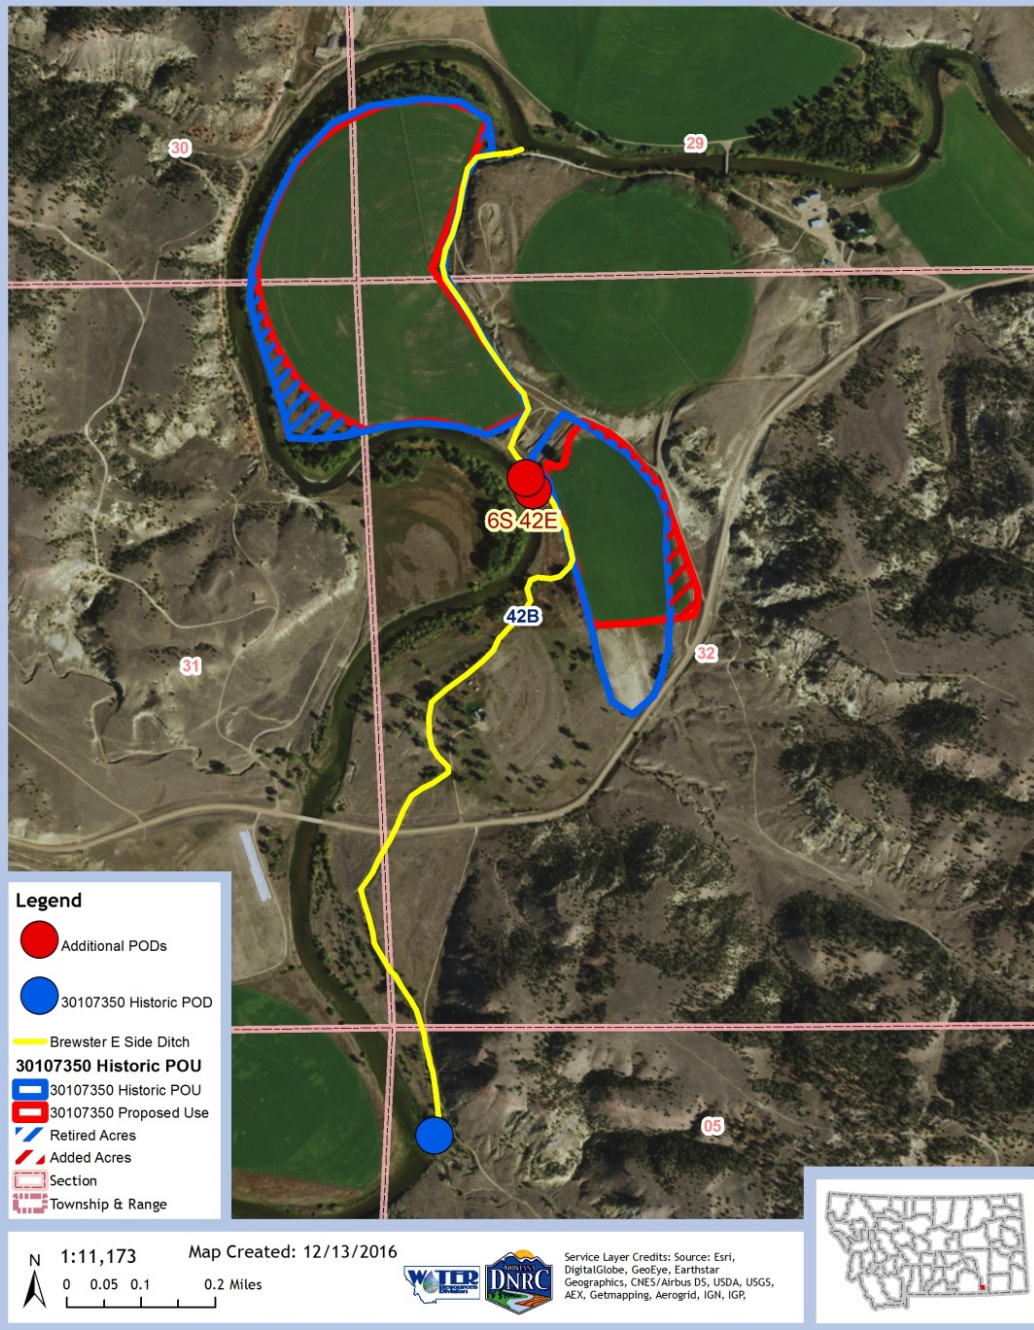 30
29
6S 42E
42B
31
32
05
Legend
Additional PODs
30107350 Historic POD
Brewster E Side Ditch
30107350 Historic POU
30107350 Historic POU
30107350 Proposed Use
Retired Acres
Added Acres
Section
Township & Range
N
1:11,173
Map Created: 12/13/2016
0 0.05 0.1 0.2 Miles
WATER
Resources
Division
MONTANA
DNRC
Service Layer Credits: Source: Esri,
DigitalGlobe, GeoEye, Earthstar
Geographics, CNES/Airbus DS, USDA, USGS,
AEX, Getmapping, Aerogrid, IGN, IGP,